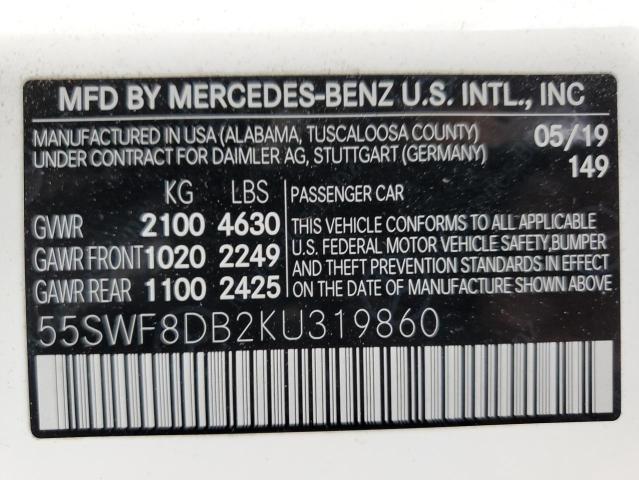 MFD BY MERCEDES-BENZ U.S. INTL., INC
MANUFACTURED IN USA (ALABAMA, TUSCALOOSA COUNTY) 05/19
UNDER CONTRACT FOR DAIMLER AG, STUTTGART (GERMANY) 149
KG LBS PASSENGER CAR
GVWR 2100 4630
GAWR FRONT 1020 2249
GAWR REAR 1100 2425
THIS VEHICLE CONFORMS TO ALL APPLICABLE
U.S. FEDERAL MOTOR VEHICLE SAFETY, BUMPER
AND THEFT PREVENTION STANDARDS IN EFFECT
ON THE DATE OF MANUFACTURE SHOWN ABOVE.
55SWF8DB2KU319860